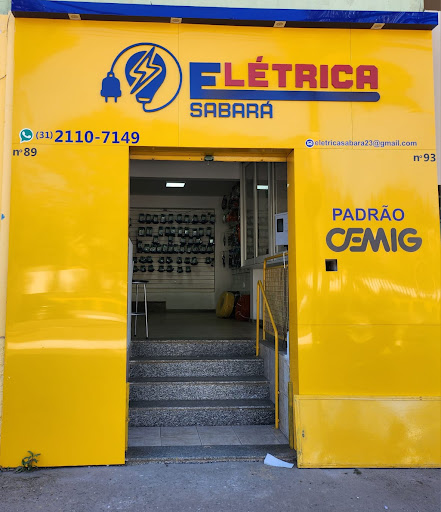 ELÉTRICA
SABARÁ
(31) 2110-7149
eletricasabara23@gmail.com
nº89
nº93
PADRÃO
CEMIG